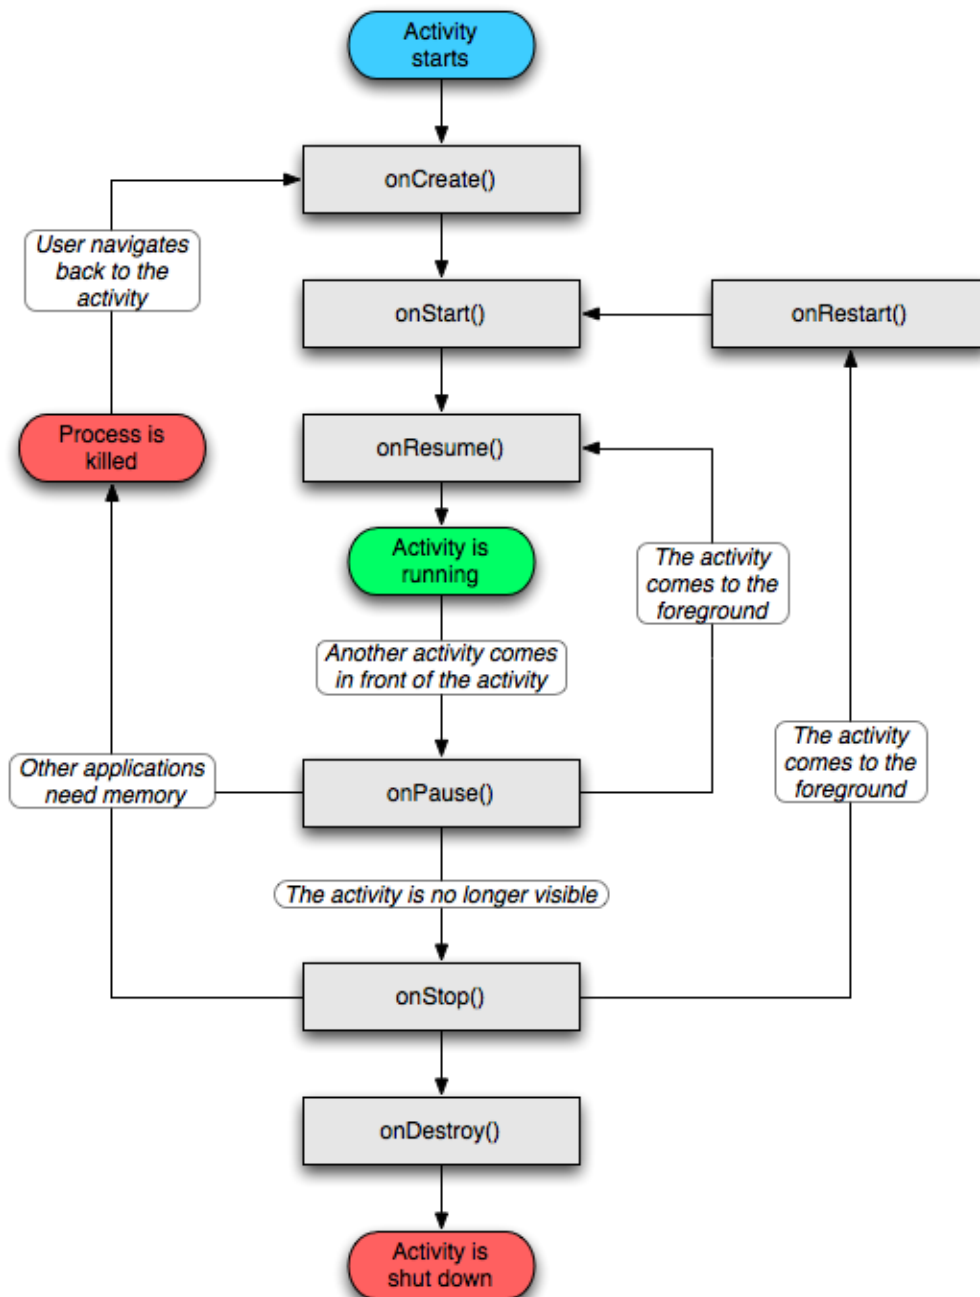 Activity
starts
onCreate()
User navigates
back to the
activity
onStart()
onRestart()
Process is
killed
onResume()
Activity is
running
The activity
comes to the
foreground
Another activity comes
in front of the activity
The activity
comes to the
foreground
Other applications
need memory
onPause()
The activity is no longer visible
onStop()
onDestroy()
Activity is
shut down